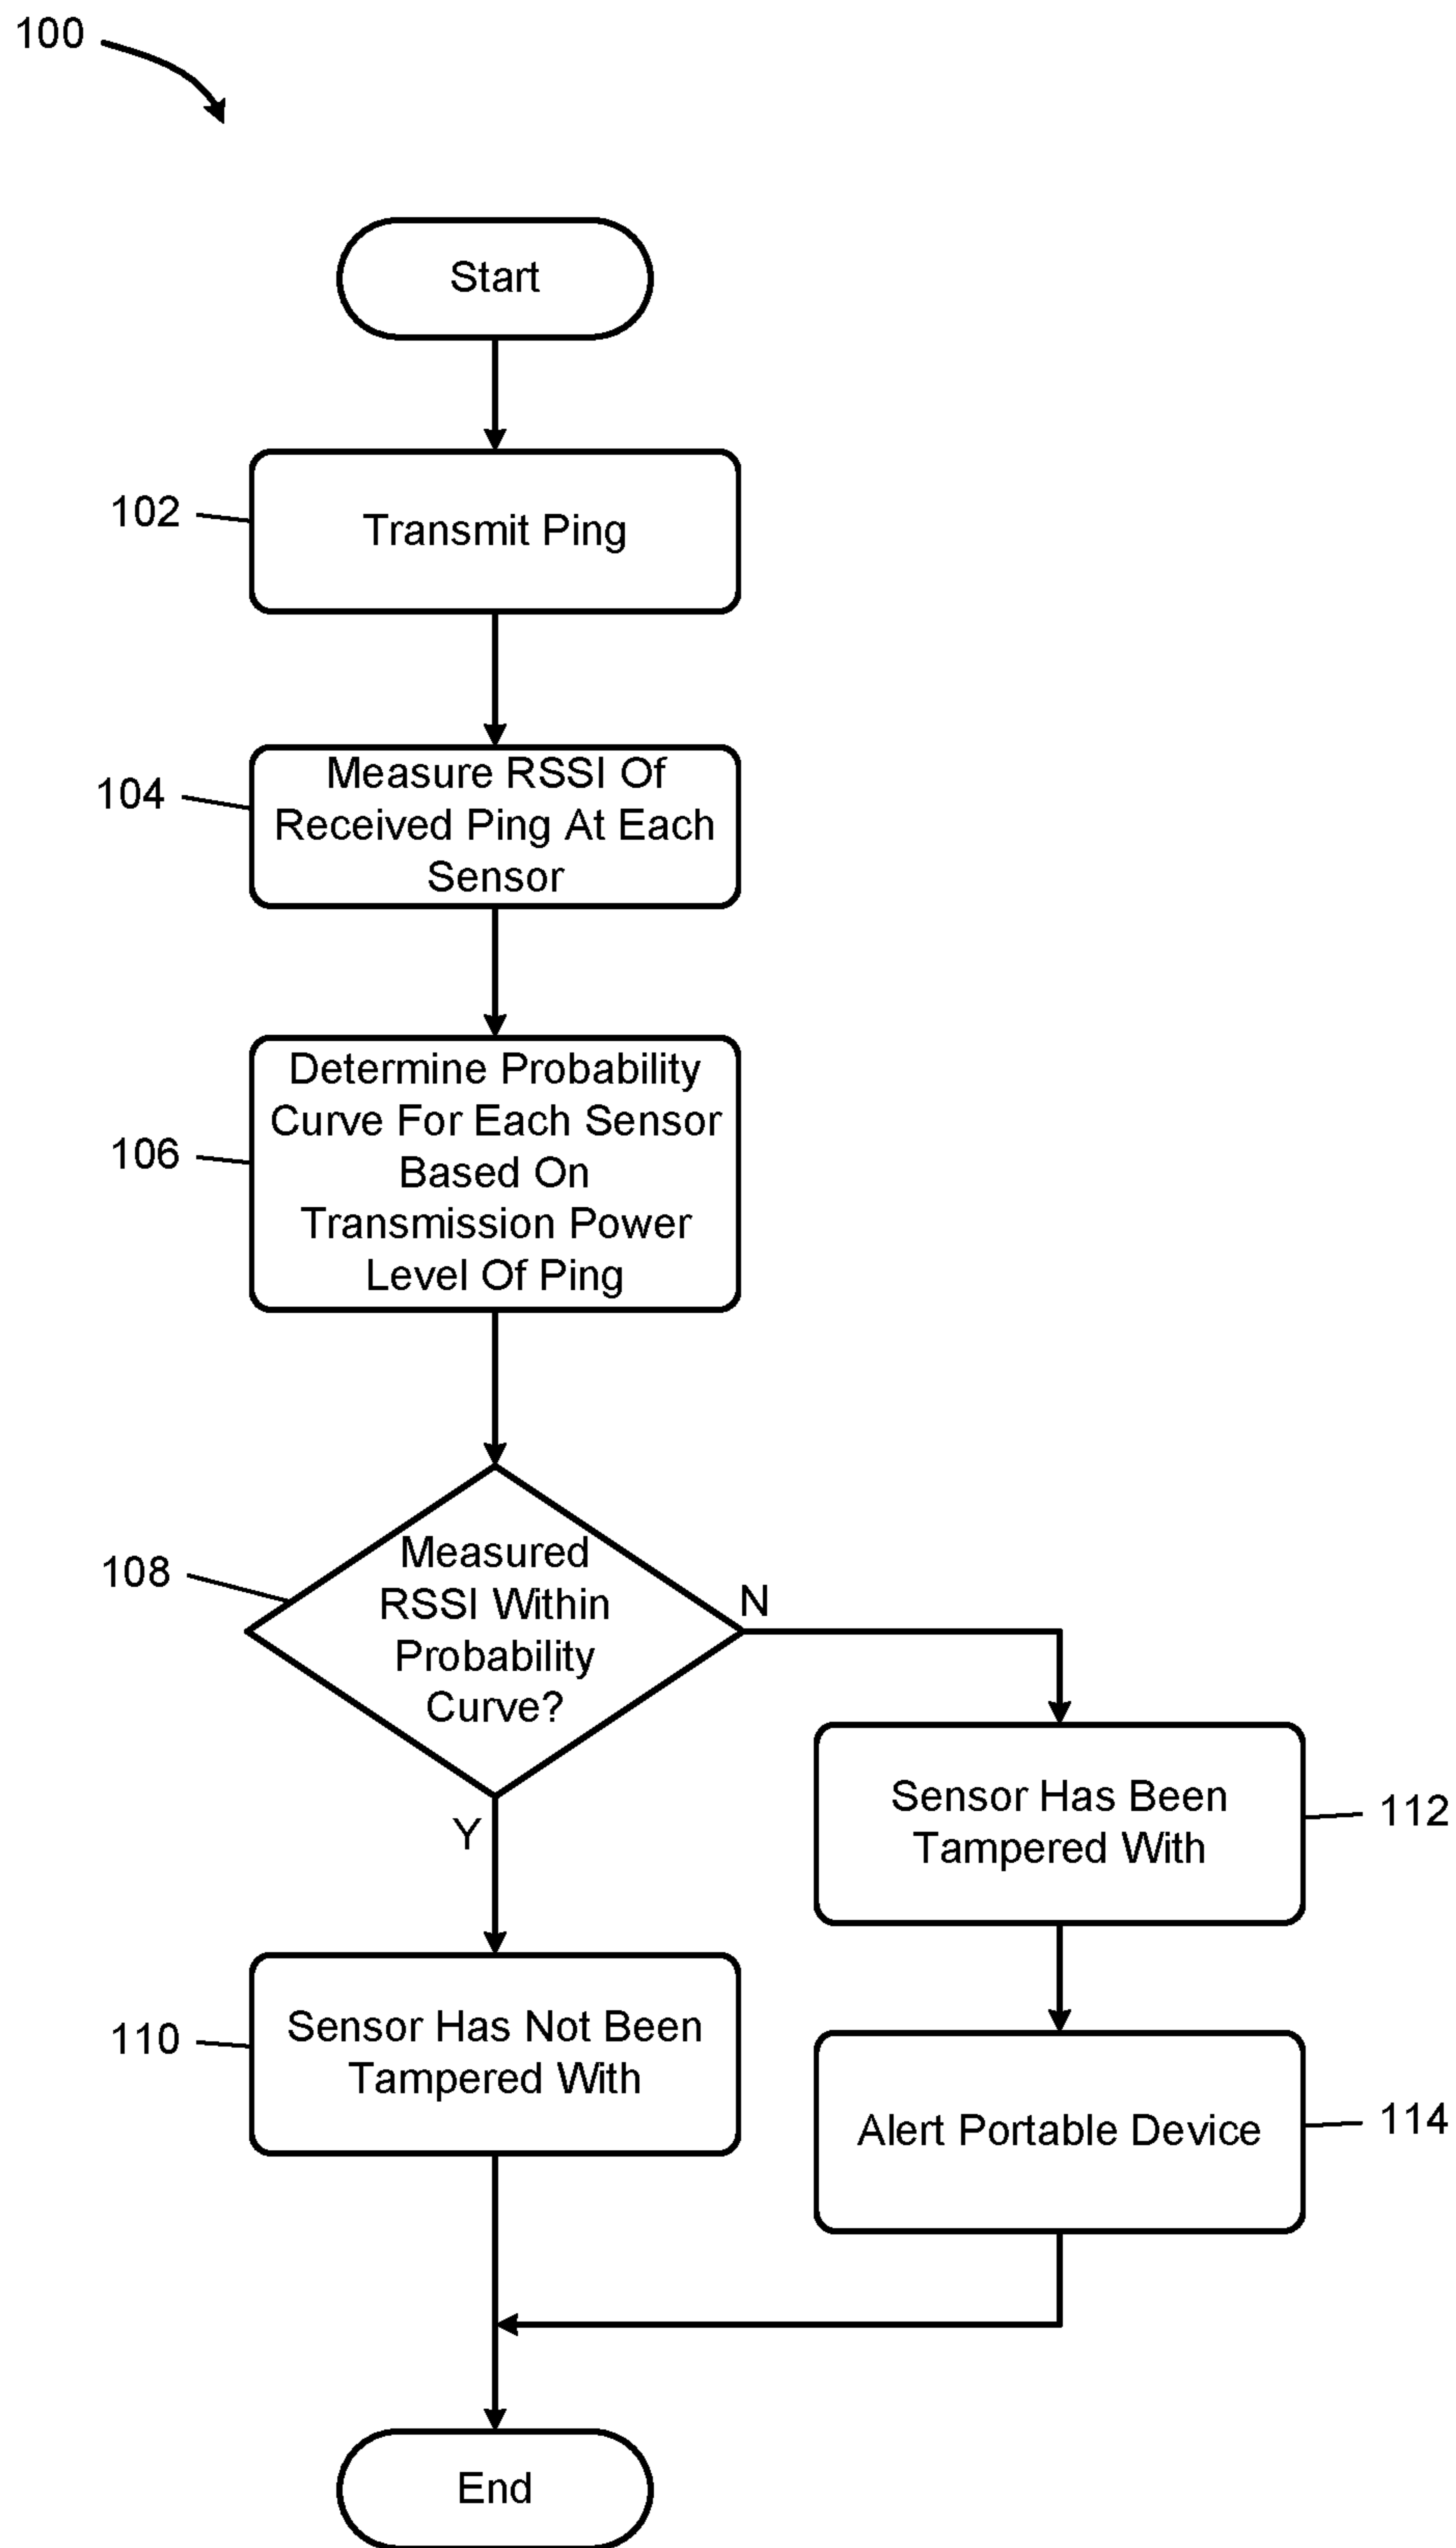 100
Start
102
Transmit Ping
104
Measure RSSI Of
Received Ping At Each
Sensor
106
Determine Probability
Curve For Each Sensor
Based On
Transmission Power
Level Of Ping
108
Measured
RSSI Within
Probability
Curve?
N
Y
112
Sensor Has Been
Tampered With
110
Sensor Has Not Been
Tampered With
114
Alert Portable Device
End